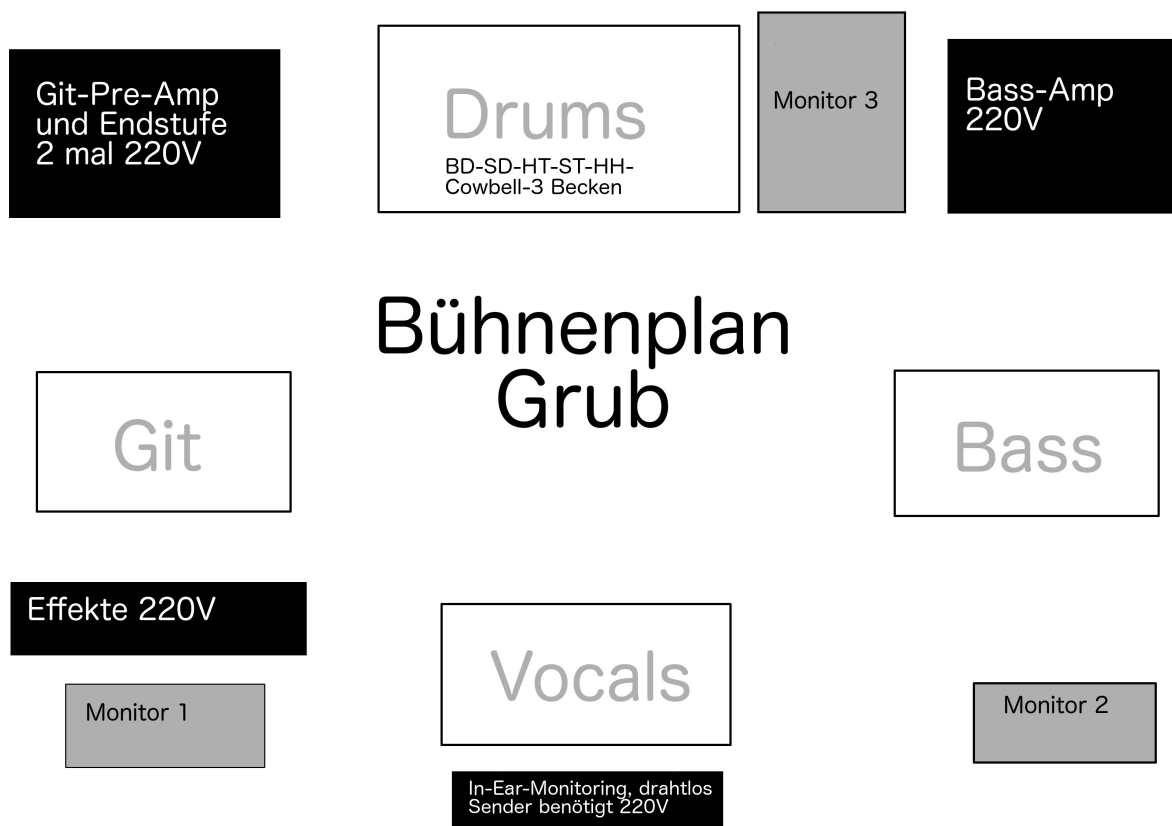 Git-Pre-Amp
und Endstufe
2 mal 220V
Drums
BD-SD-HT-ST-HH-
Cowbell-3 Becken
Monitor 3
Bass-Amp
220V
Bühnenplan
Grub
Git
Bass
Effekte 220V
Vocals
Monitor 1
Monitor 2
In-Ear-Monitoring, drahtlos
Sender benötigt 220V